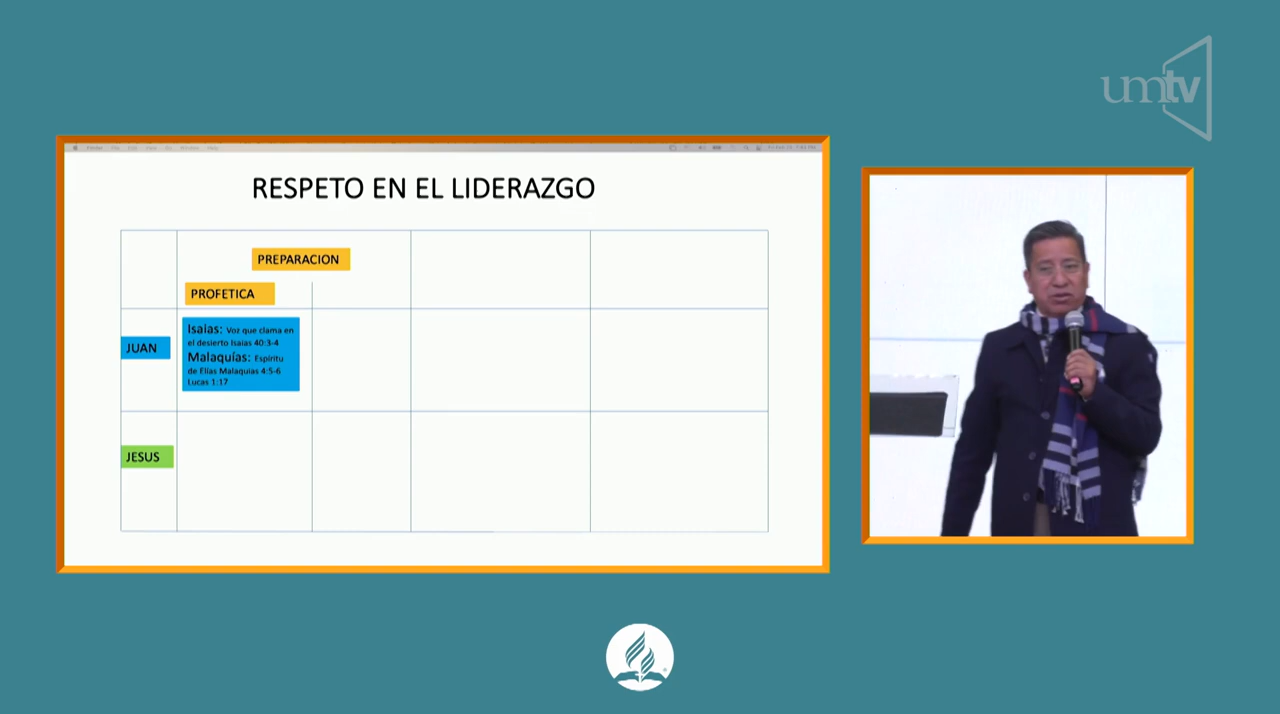 umtv
RESPETO EN EL LIDERAZGO
PREPARACION
PROFETICA
JUAN
Isaias: Voz que clama en
el desierto Isaias 40:3-4
Malaquías: Espíritu
de Elías Malaquias 4:5-6
Lucas 1:17
JESUS